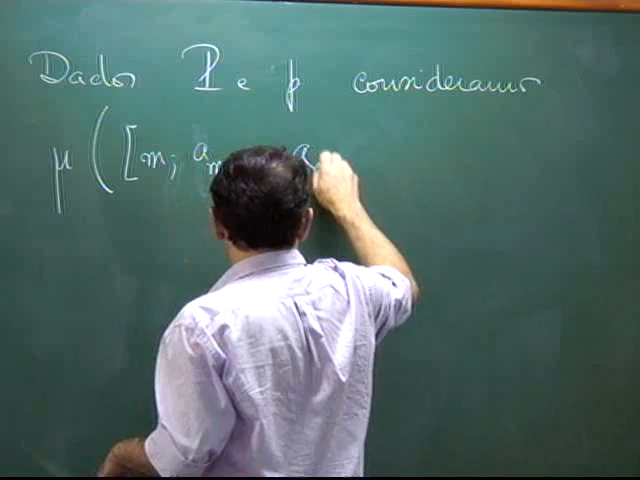 Dados P e p consideramos
μ([m; a_m a